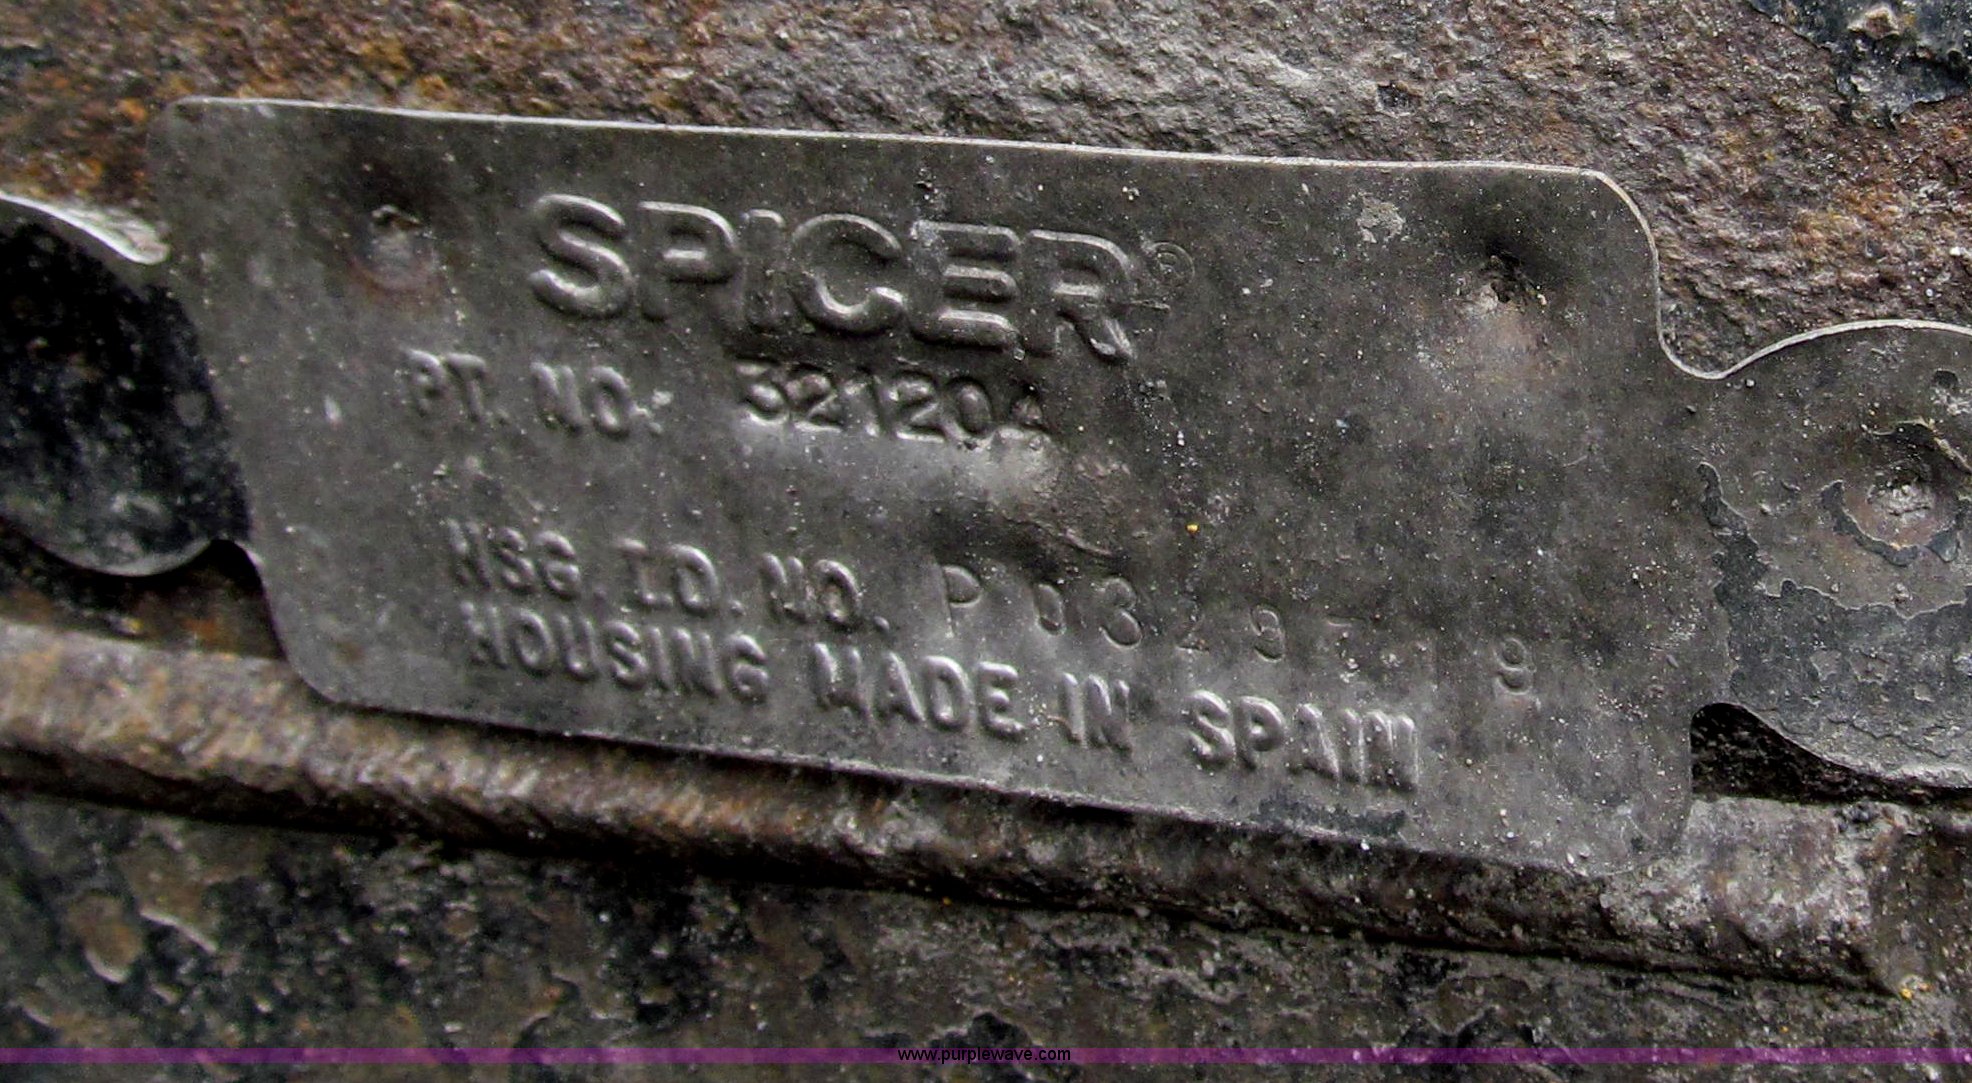 SPICER®
PT. NO. 321204
HSG. I.D. NO.
HOUSING MADE IN SPAIN
www.purplewave.com